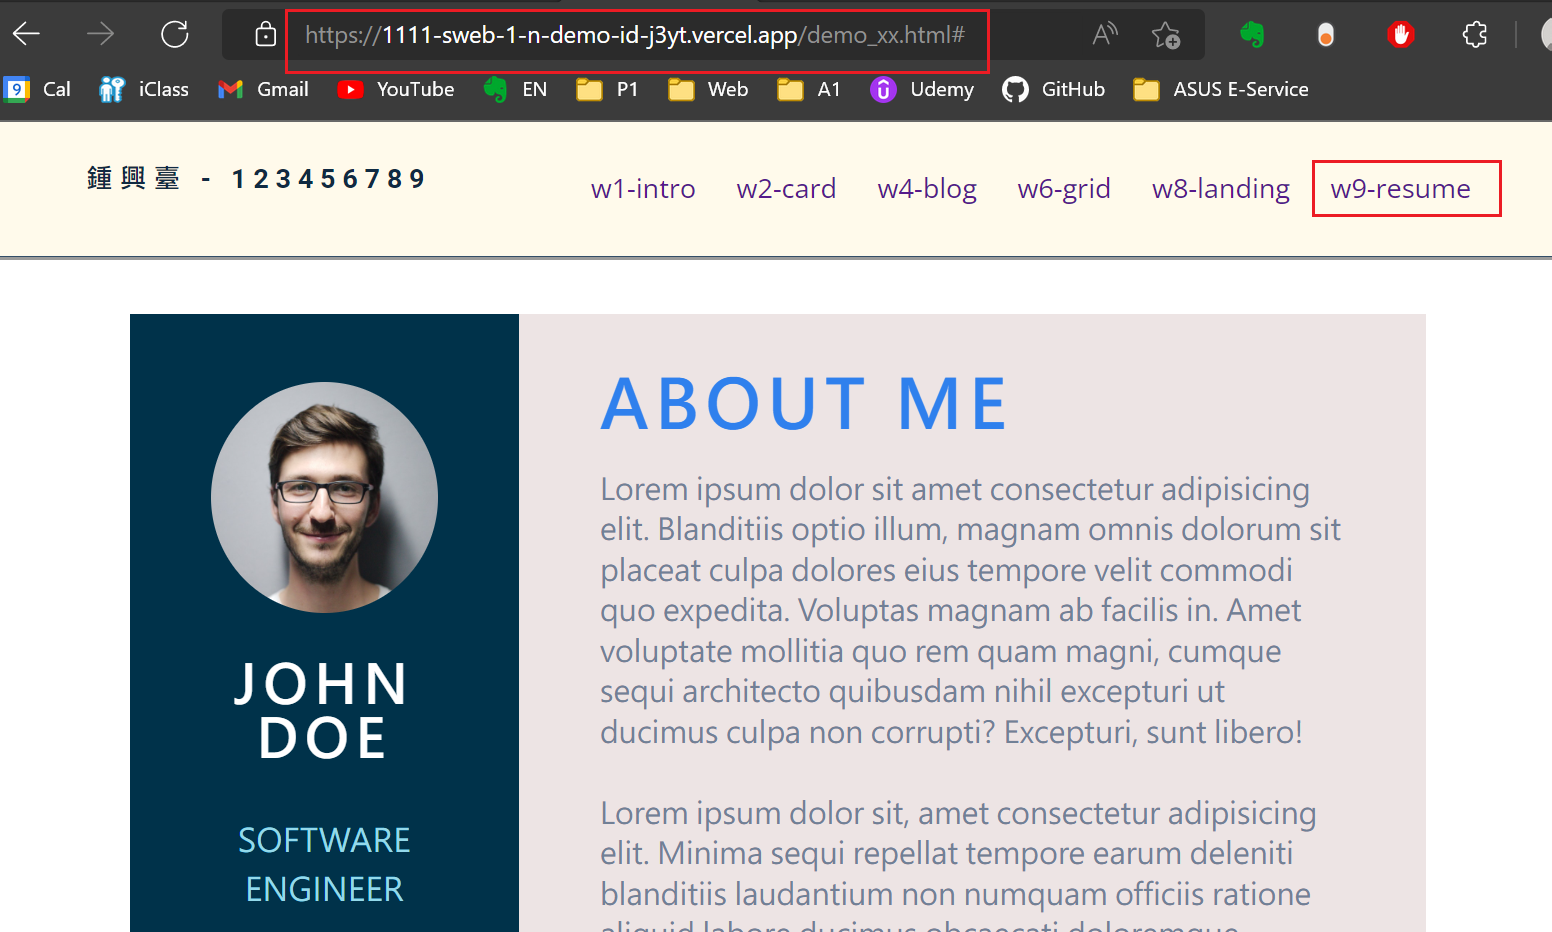 https://1111-sweb-1-n-demo-id-j3yt.vercel.app/demo_xx.html#
9 Cal iClass Gmail YouTube EN P1 Web A1 Udemy GitHub ASUS E-Service
鍾興臺 - 123456789
w1-intro w2-card w4-blog w6-grid w8-landing w9-resume
JOHN
DOE
SOFTWARE
ENGINEER
ABOUT ME
Lorem ipsum dolor sit amet consectetur adipisicing
elit. Blanditiis optio illum, magnam omnis dolorum sit
placeat culpa dolores eius tempore velit commodi
quo expedita. Voluptas magnam ab facilis in. Amet
voluptate mollitia quo rem quam magni, cumque
sequi architecto quibusdam nihil excepturi ut
ducimus culpa non corrupti? Excepturi, sunt libero!
Lorem ipsum dolor sit, amet consectetur adipisicing
elit. Minima sequi repellat tempore earum deleniti
blanditiis laudantium non numquam officiis ratione
aliquid labore ducimus obcaecati doloremque